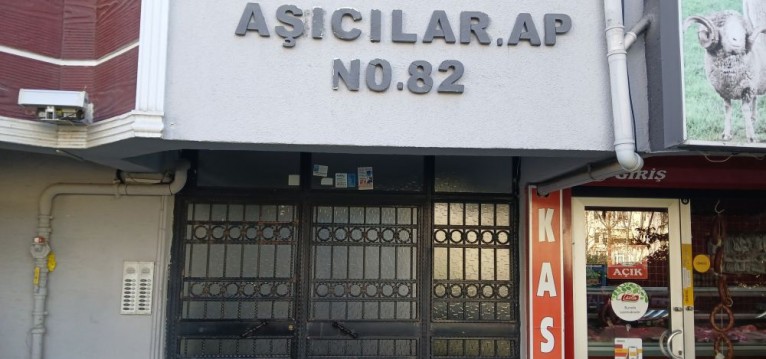 AŞICILAR.AP
NO.82
GİRİŞ
KAS
AÇIK